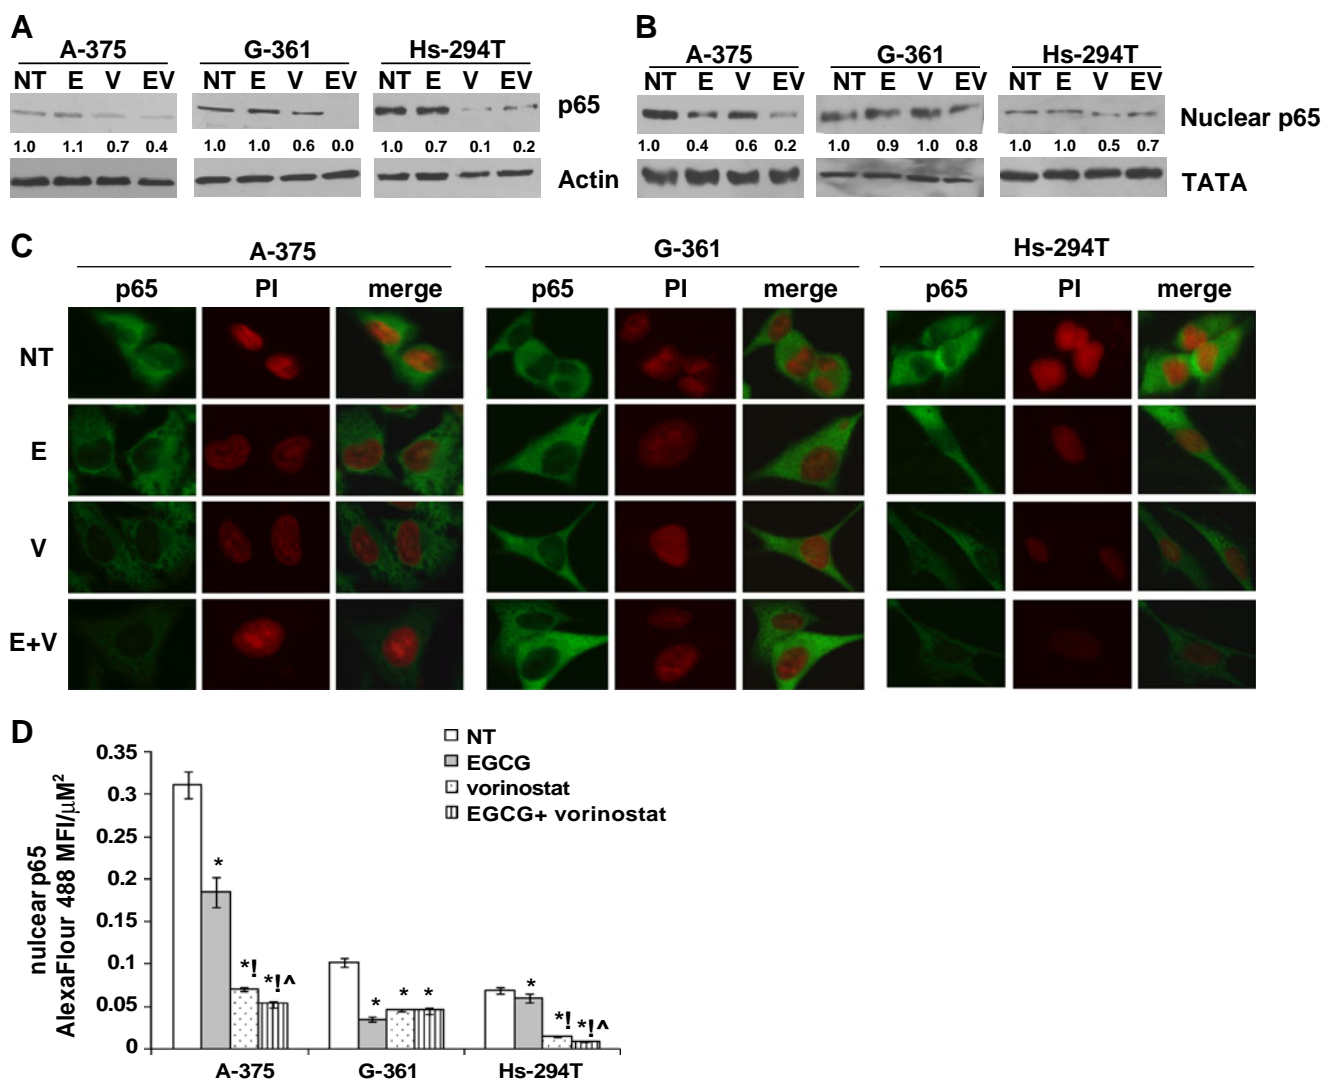 A
A-375 G-361 Hs-294T
NT E V EV NT E V EV NT E V EV
p65
1.0 1.1 0.7 0.4 1.0 1.0 0.6 0.0 1.0 0.7 0.1 0.2
Actin
B
A-375 G-361 Hs-294T
NT E V EV NT E V EV NT E V EV
Nuclear p65
1.0 0.4 0.6 0.2 1.0 0.9 1.0 0.8 1.0 1.0 0.5 0.7
TATA
C
A-375 G-361 Hs-294T
p65 PI merge p65 PI merge p65 PI merge
NT
E
V
E+V
D
NT
EGCG
vorinostat
EGCG+ vorinostat
nulcear p65
AlexaFlour 488 MFI/µM²
0.35
0.3
0.25
0.2
0.15
0.1
0.05
0
*
*!
*!^
*
*
*
*
*!
*!^
A-375 G-361 Hs-294T